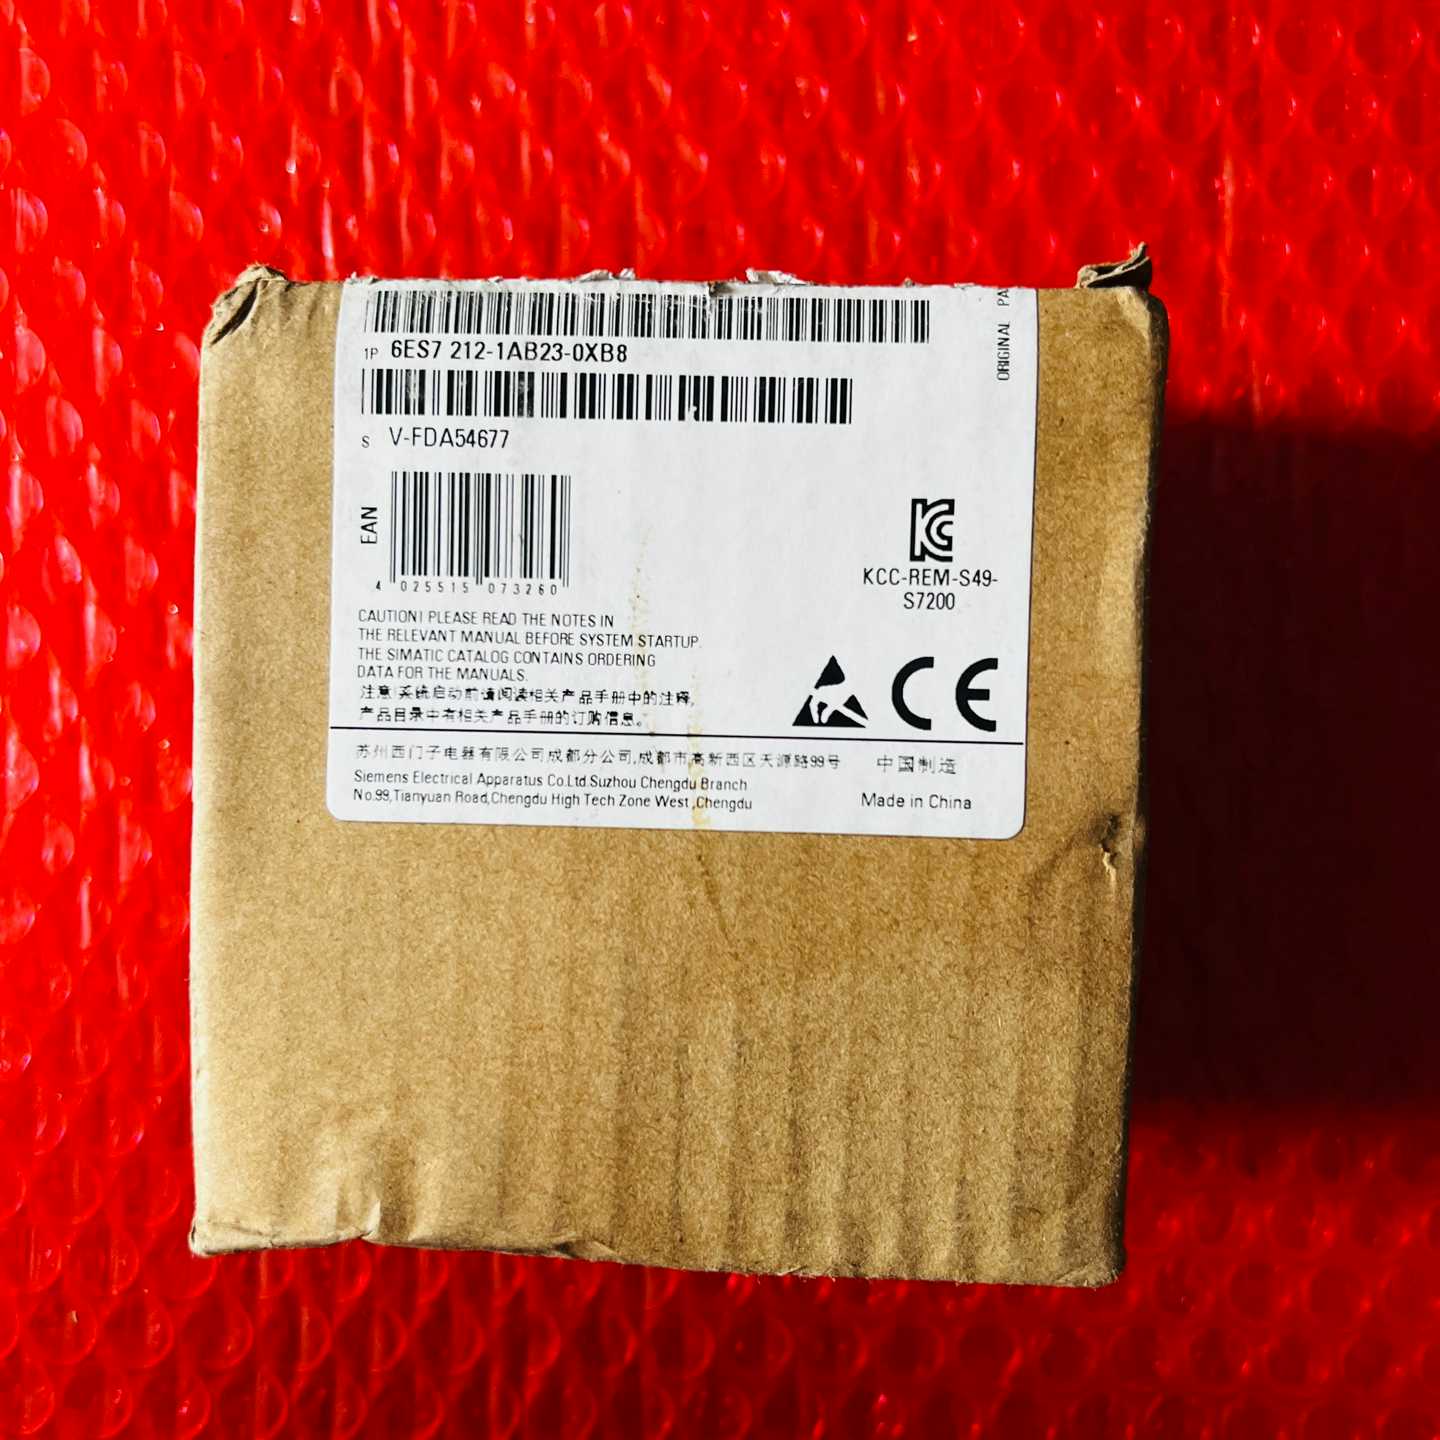 1P 6ES7 212-1AB23-0XB8
S V-FDA54677
EAN
4 025515 073260
CAUTION! PLEASE READ THE NOTES IN
THE RELEVANT MANUAL BEFORE SYSTEM STARTUP.
THE SIMATIC CATALOG CONTAINS ORDERING
DATA FOR THE MANUALS.
注意!系统启动前请阅读相关产品手册中的注释,
产品目录中有相关产品手册的订购信息。
ORIGINAL
KC
KCC-REM-S49-
S7200
CE
苏州西门子电器有限公司成都分公司,成都市高新西区天源路99号 中国制造
Siemens Electrical Apparatus Co.Ltd.Suzhou Chengdu Branch
No.99,Tianyuan Road,Chengdu High Tech Zone West ,Chengdu Made in China